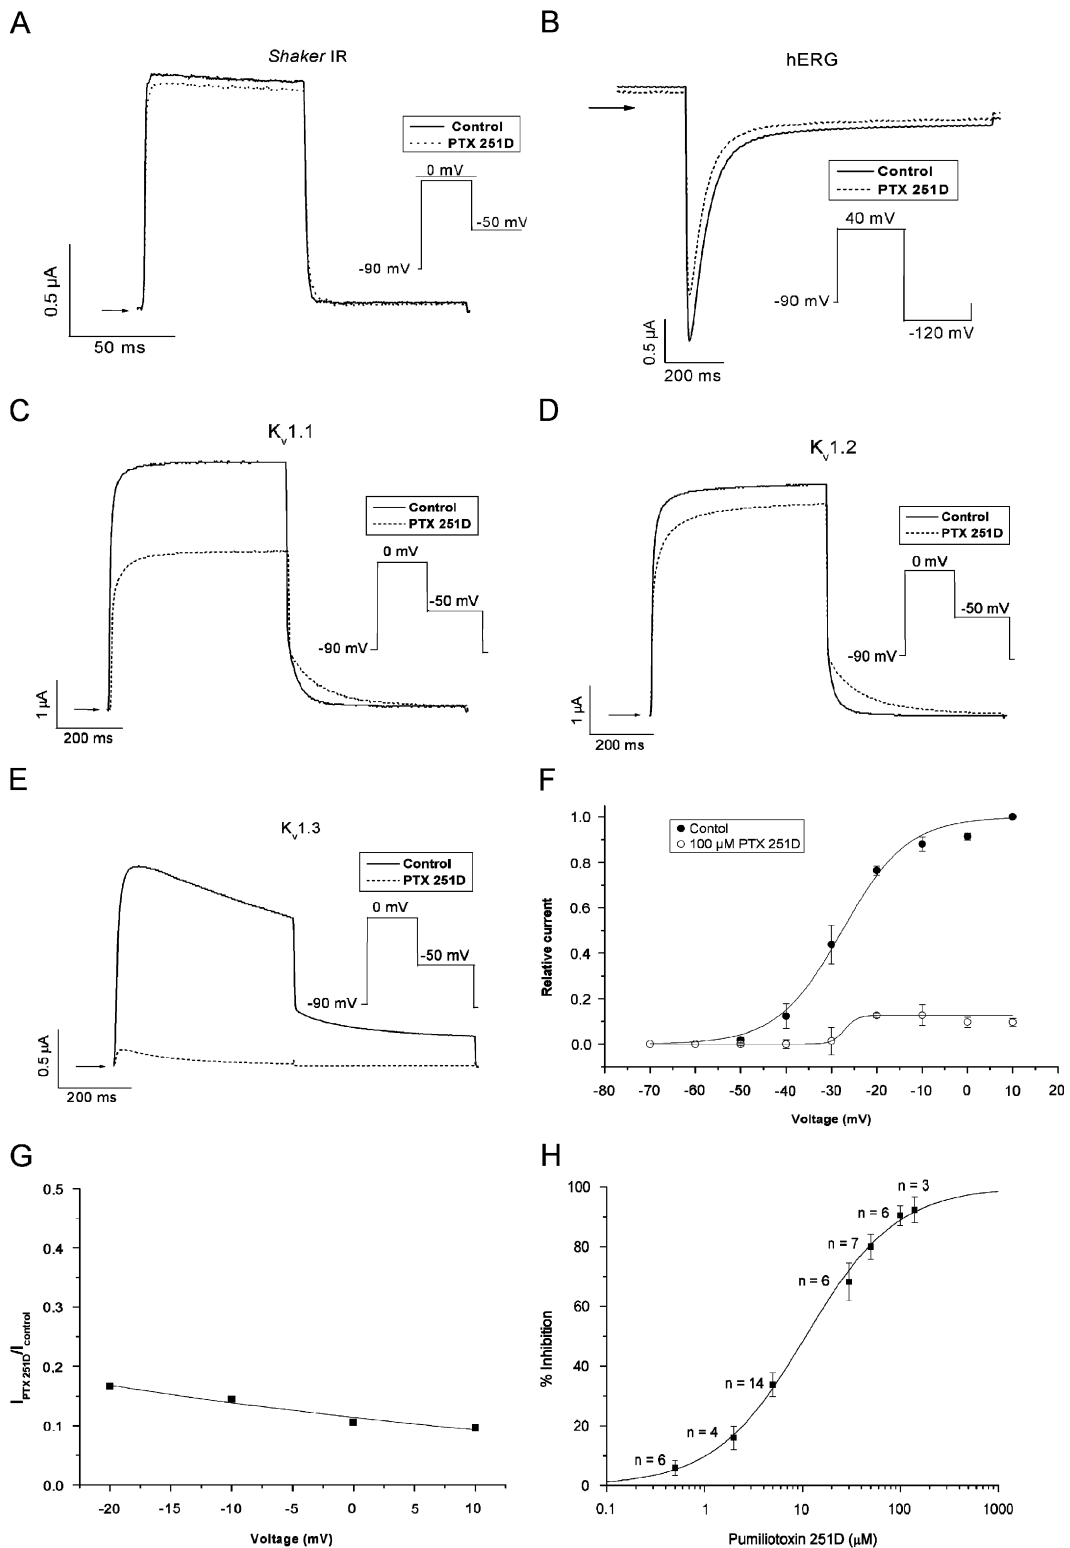 A
Shaker IR
Control
PTX 251D
0 mV
-50 mV
-90 mV
0.5 µA
50 ms
B
hERG
Control
PTX 251D
40 mV
-90 mV
-120 mV
0.5 µA
200 ms
C
Kv1.1
Control
PTX 251D
0 mV
-50 mV
-90 mV
1 µA
200 ms
D
Kv1.2
Control
PTX 251D
0 mV
-50 mV
-90 mV
1 µA
200 ms
E
Kv1.3
Control
PTX 251D
0 mV
-50 mV
-90 mV
0.5 µA
200 ms
F
Contol
100 µM PTX 251D
1.0
0.8
0.6
0.4
0.2
0.0
Relative current
-80 -70 -60 -50 -40 -30 -20 -10 0 10 20
Voltage (mV)
G
0.5
0.4
0.3
0.2
0.1
0.0
IPTX 251D/Icontrol
-20 -15 -10 -5 0 5 10
Voltage (mV)
H
100
80
60
40
20
0
% Inhibition
n = 3
n = 6
n = 7
n = 6
n = 14
n = 4
n = 6
0.1 1 10 100 1000
Pumiliotoxin 251D (µM)